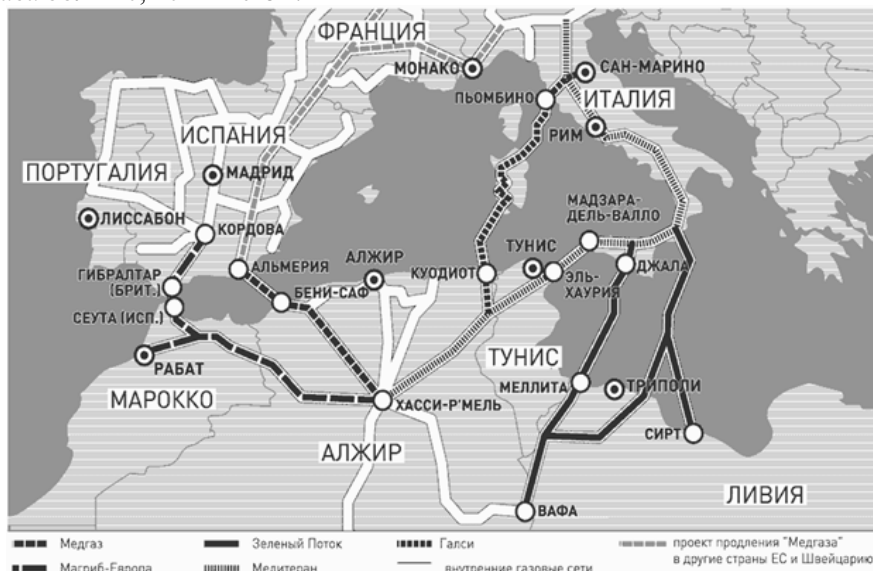 ФРАНЦИЯ
МОНАКО
САН-МАРИНО
ПЬОМБИНО
ИТАЛИЯ
ИСПАНИЯ
РИМ
ПОРТУГАЛИЯ
МАДРИД
МАДЗАРА-
ДЕЛЬ-ВАЛЛО
ЛИССАБОН
КОРДОВА
ТУНИС
АЛЖИР
АЛЬМЕРИЯ
КУОДИОТ
ДЖАЛА
ГИБРАЛТАР
(БРИТ.)
БЕНИ-САФ
ЭЛЬ-
ХАУРИЯ
СЕУТА (ИСП.)
ТУНИС
РАБАТ
МЕЛЛИТА
ТРИПОЛИ
МАРОККО
ХАССИ-Р'МЕЛЬ
СИРТ
АЛЖИР
ЛИВИЯ
ВАФА
Медгаз
Зеленый Поток
Галси
проект продления "Медгаза"
в другие страны ЕС и Швейцарию
Магриб-Европа
Медитеран
внутренние газовые сети